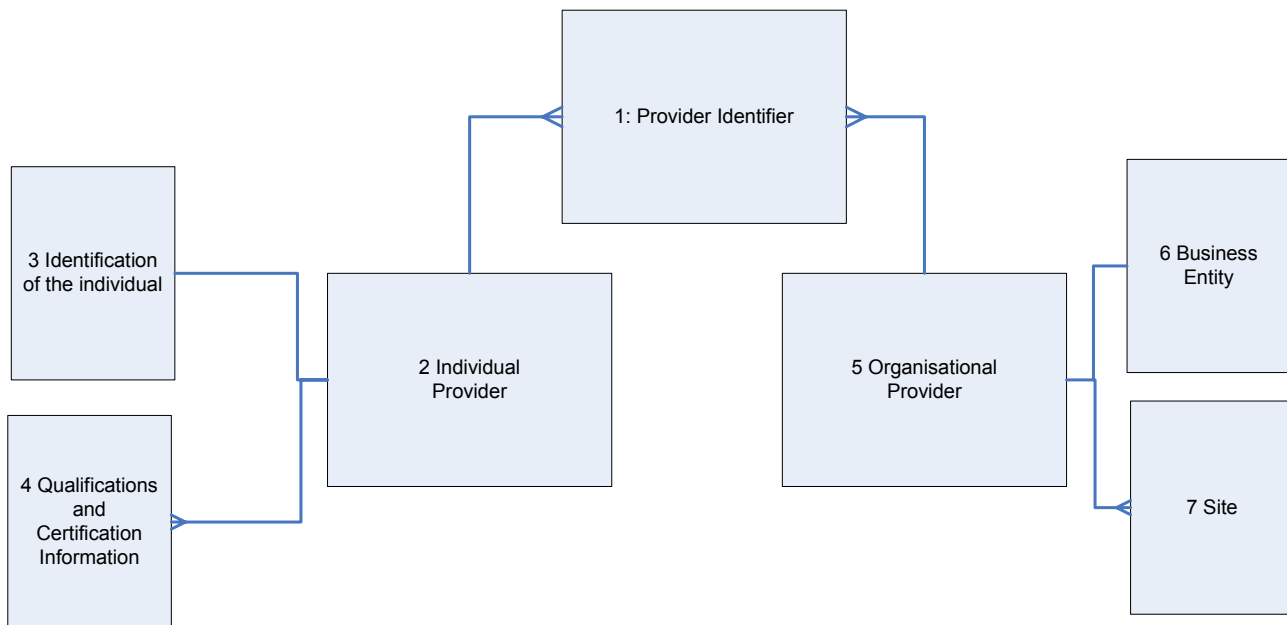 1: Provider Identifier
3 Identification
of the individual
2 Individual
Provider
4 Qualifications
and
Certification
Information
5 Organisational
Provider
6 Business
Entity
7 Site